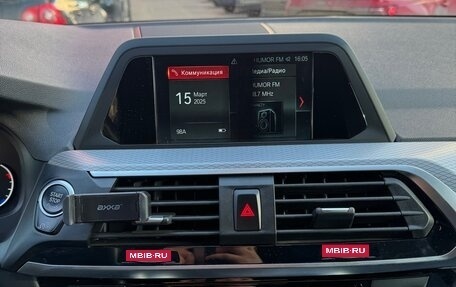 HUMOR FM 16:05
Коммуникация
Медиа/Радио
15 Март
2025
HUMOR FM
8.7 MHz
98A
START
STOP
axxa
MBIB·RU
MBIB·RU